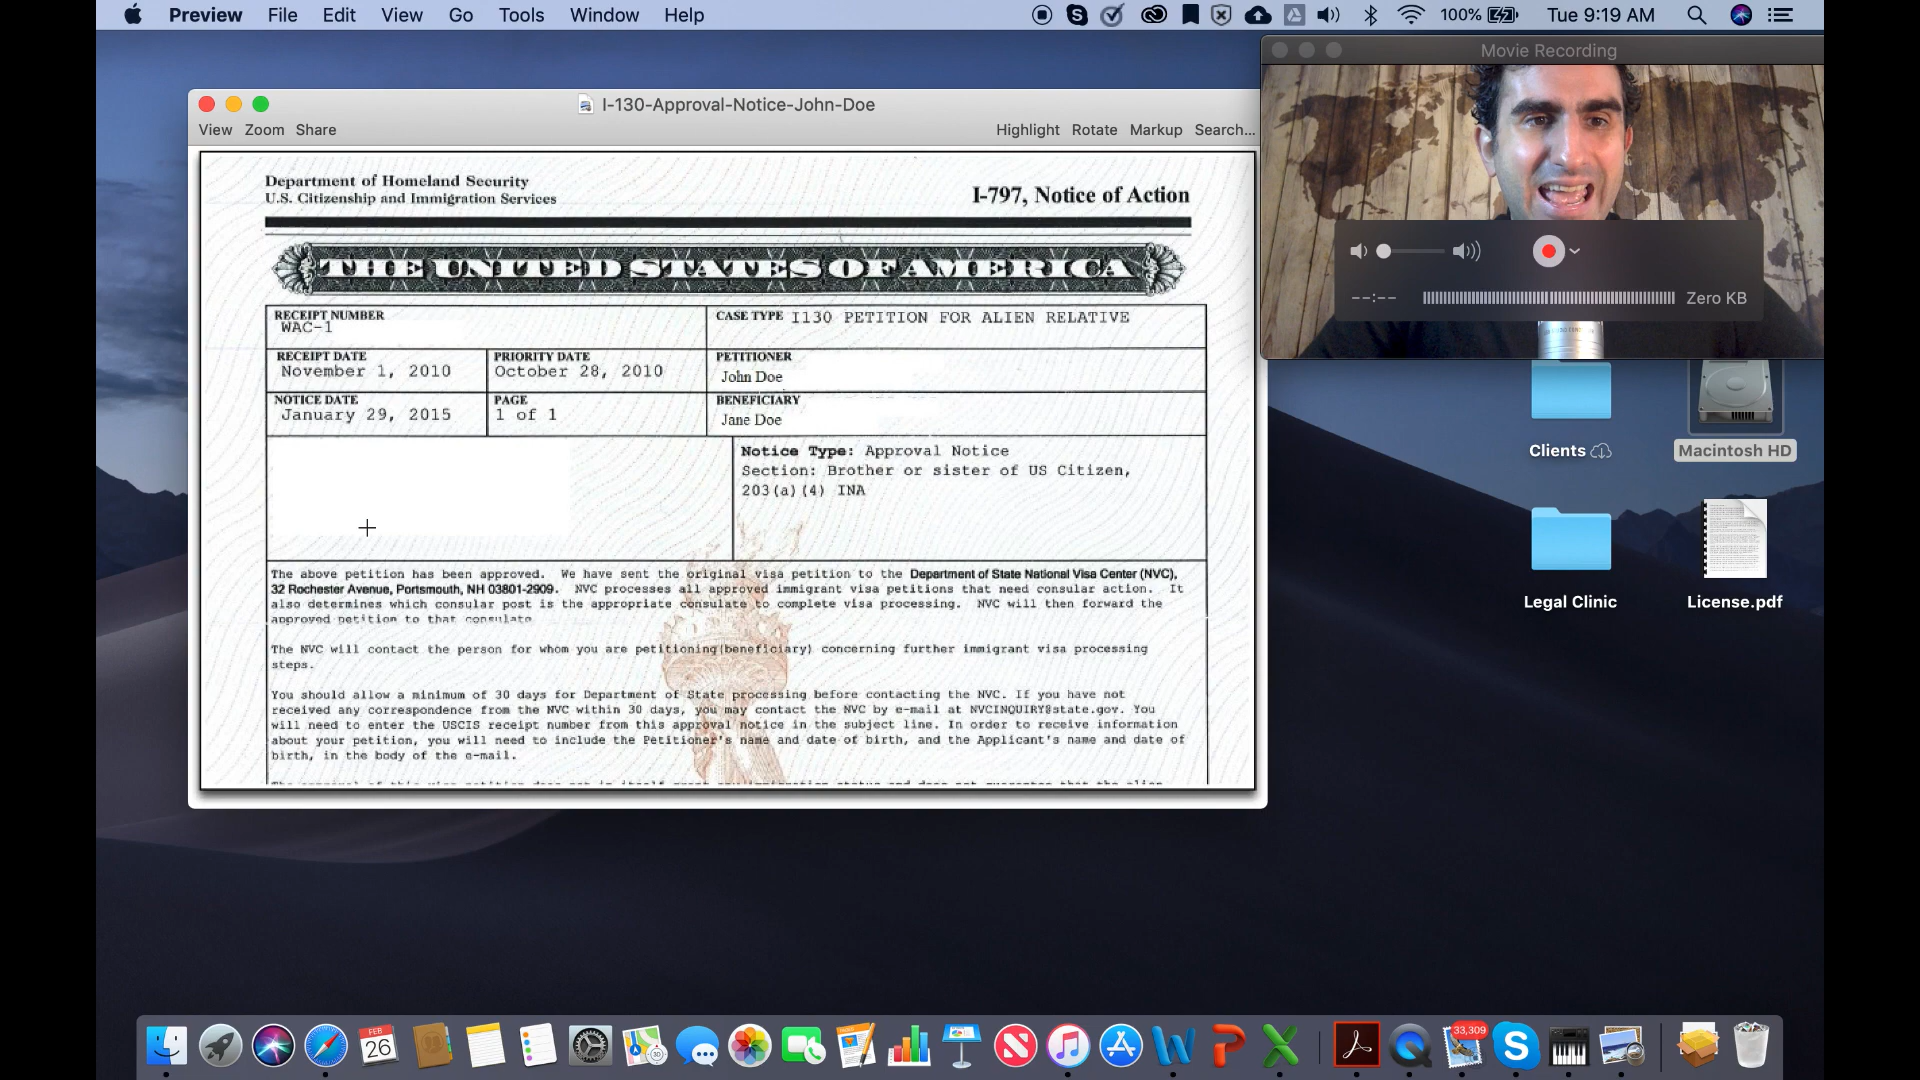 Preview File Edit View Go Tools Window Help
100% Tue 9:19 AM
Movie Recording
I-130-Approval-Notice-John-Doe
View Zoom Share
Highlight Rotate Markup Search...
Department of Homeland Security
U.S. Citizenship and Immigration Services
I-797, Notice of Action
THE UNITED STATES OF AMERICA
RECEIPT NUMBER
WAC-1
CASE TYPE I130 PETITION FOR ALIEN RELATIVE
RECEIPT DATE
November 1, 2010
PRIORITY DATE
October 28, 2010
PETITIONER
John Doe
NOTICE DATE
January 29, 2015
PAGE
1 of 1
BENEFICIARY
Jane Doe
Notice Type: Approval Notice
Section: Brother or sister of US Citizen,
203(a)(4) INA
The above petition has been approved. We have sent the original visa petition to the Department of State National Visa Center (NVC),
32 Rochester Avenue, Portsmouth, NH 03801-2909. NVC processes all approved immigrant visa petitions that need consular action. It
also determines which consular post is the appropriate consulate to complete visa processing. NVC will then forward the
approved petition to that consulate
The NVC will contact the person for whom you are petitioning(beneficiary) concerning further immigrant visa processing
steps.
You should allow a minimum of 30 days for Department of State processing before contacting the NVC. If you have not
received any correspondence from the NVC within 30 days, you may contact the NVC by e-mail at NVCINQUIRY@state.gov. You
will need to enter the USCIS receipt number from this approval notice in the subject line. In order to receive information
about your petition, you will need to include the Petitioner's name and date of birth, and the Applicant's name and date of
birth, in the body of the e-mail.
--:-- Zero KB
Clients
Macintosh HD
Legal Clinic
License.pdf
FEB
26
33,309